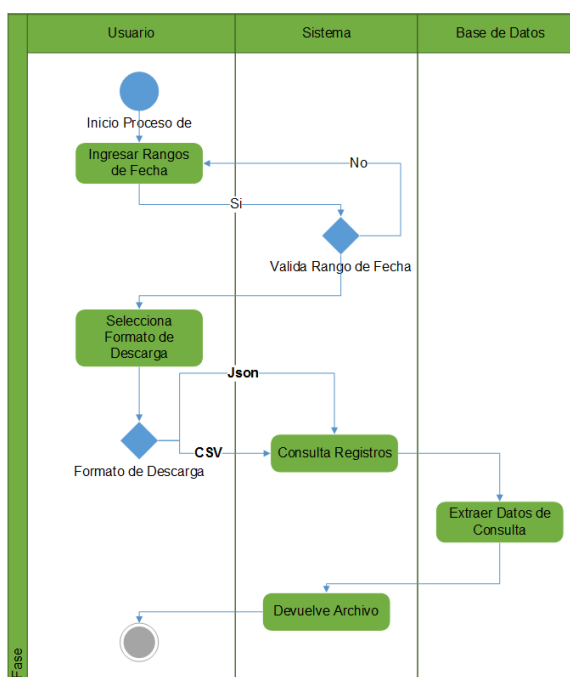 Usuario
Sistema
Base de Datos
Inicio Proceso de
Ingresar Rangos
de Fecha
No
Si
Valida Rango de Fecha
Selecciona
Formato de
Descarga
Json
CSV
Formato de Descarga
Consulta Registros
Extraer Datos de
Consulta
Devuelve Archivo
Fase